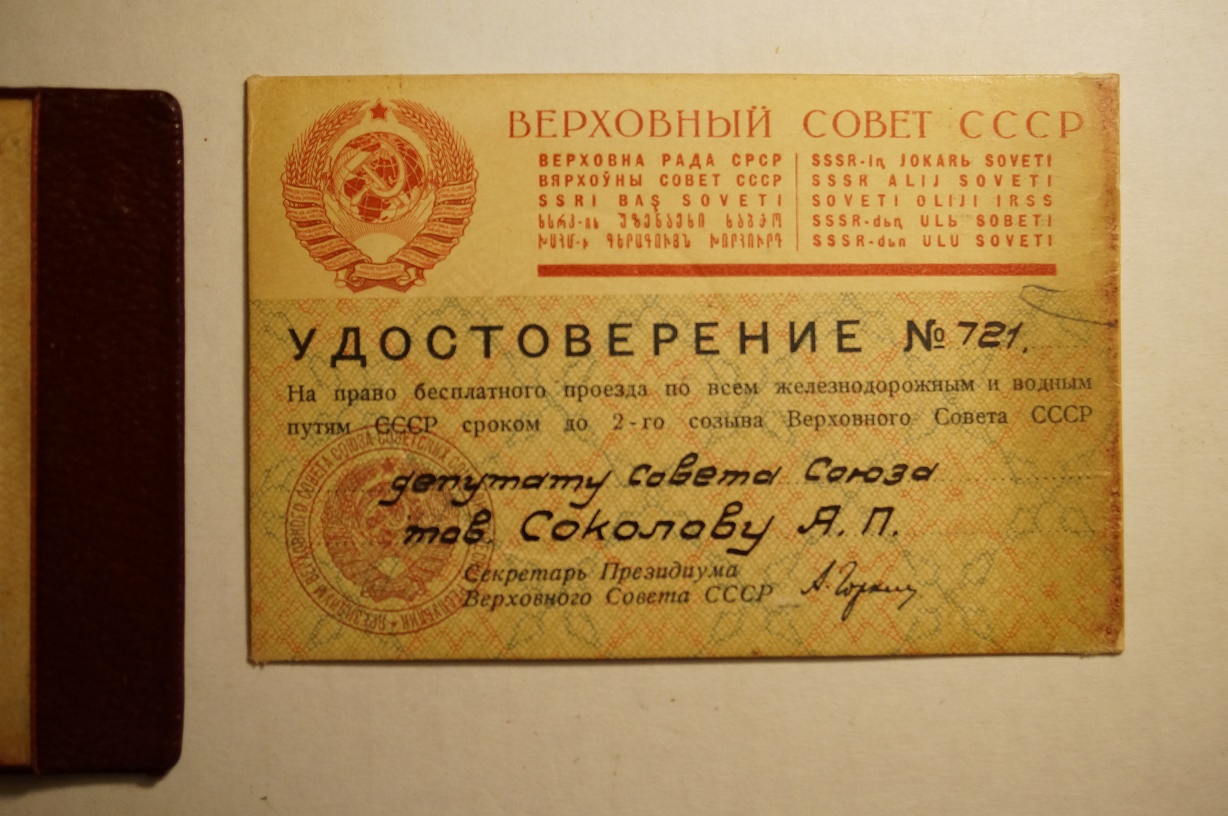 ВЕРХОВНЫЙ СОВЕТ СССР
ВЕРХОВНА РАДА СРСР
ВЯРХОЎНЫ СОВЕТ СССР
SSRI BAŞ SOVETI
SSSR-Iꞑ JOKARЬ SOVETI
SSSR ALIJ SOVETI
SOVETI OLIJI IRSS
SSSR-dьꞑ ULЬ SOBETI
SSSR-dьn ULU SOVETI
УДОСТОВЕРЕНИЕ № 721.
На право бесплатного проезда по всем железнодорожным и водным
путям СССР сроком до 2-го созыва Верховного Совета СССР
депутату Совета Союза
тов. Соколову А. П.
Секретарь Президиума
Верховного Совета СССР А. Горкин